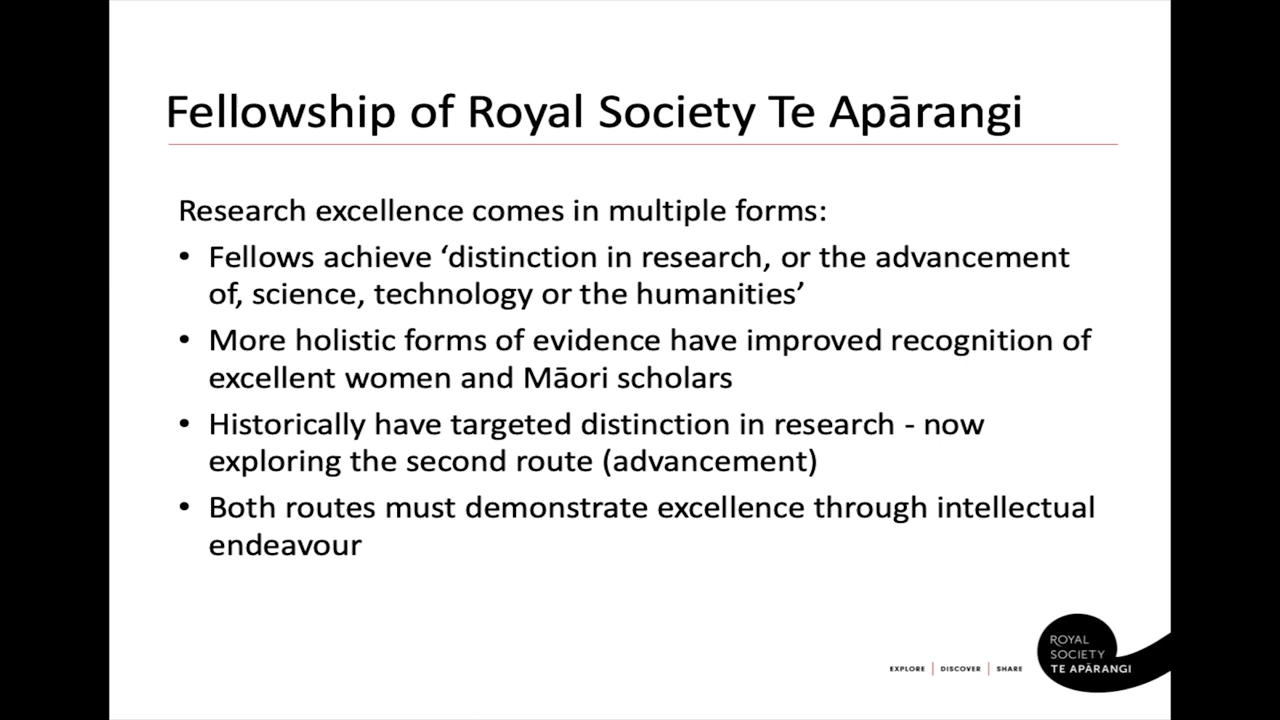 Fellowship of Royal Society Te Apārangi
Research excellence comes in multiple forms:
• Fellows achieve ‘distinction in research, or the advancement
of, science, technology or the humanities’
• More holistic forms of evidence have improved recognition of
excellent women and Māori scholars
• Historically have targeted distinction in research - now
exploring the second route (advancement)
• Both routes must demonstrate excellence through intellectual
endeavour
EXPLORE | DISCOVER | SHARE
ROYAL
SOCIETY
TE APĀRANGI